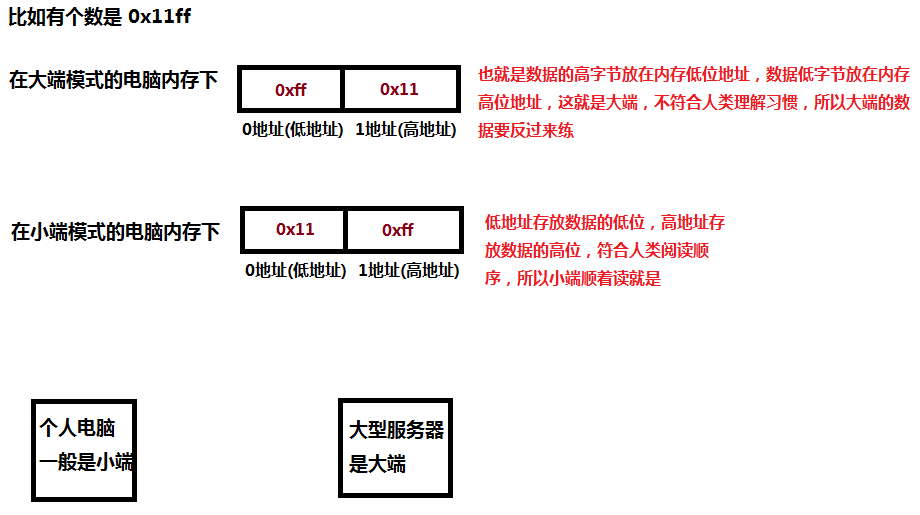 比如有个数是 0x11ff
在大端模式的电脑内存下
0xff
0x11
0地址(低地址)
1地址(高地址)
也就是数据的高字节放在内存低位地址，数据低字节放在内存
高位地址，这就是大端，不符合人类理解习惯，所以大端的数
据要反过来练
在小端模式的电脑内存下
0x11
0xff
0地址(低地址)
1地址(高地址)
低地址存放数据的低位，高地址存
放数据的高位，符合人类阅读顺
序，所以小端顺着读就是
个人电脑
一般是小端
大型服务器
是大端